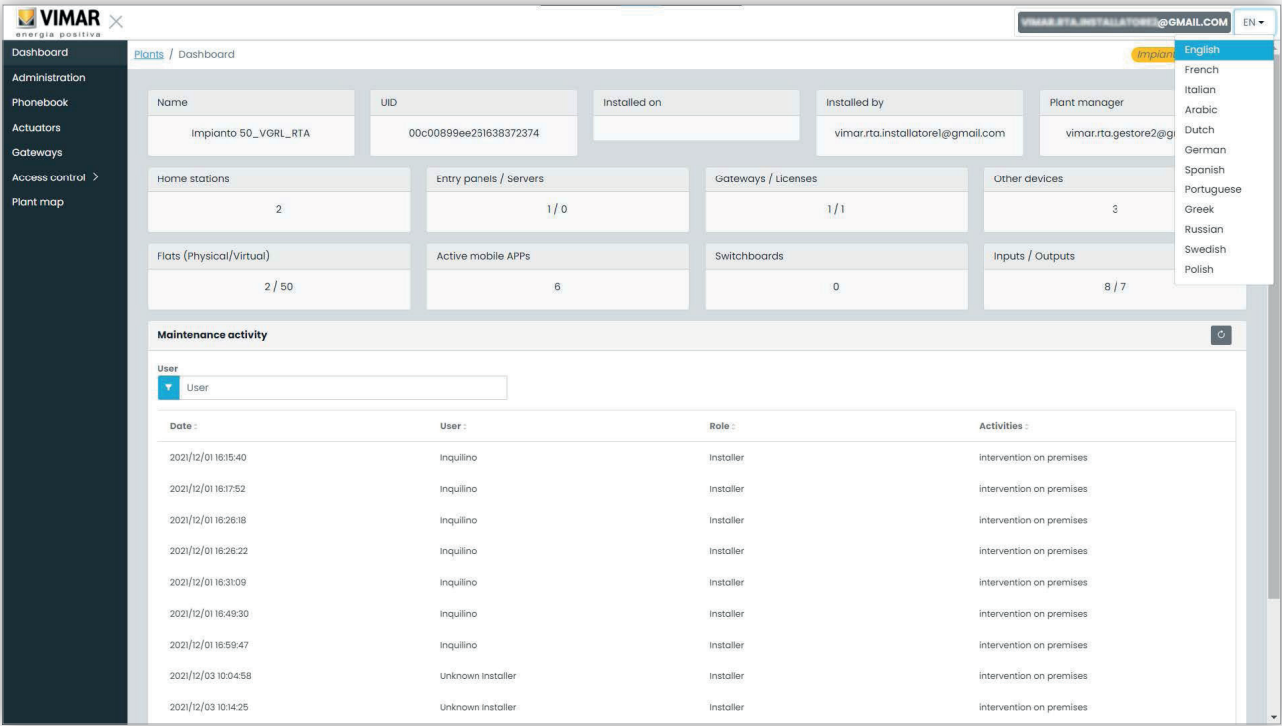 VIMAR
energia positiva
@GMAIL.COM
EN
Dashboard
Administration
Phonebook
Actuators
Gateways
Access control >
Plant map
Plants / Dashboard
Impiant
English
French
Italian
Arabic
Dutch
German
Spanish
Portuguese
Greek
Russian
Swedish
Polish
Name UID Installed on Installed by Plant manager
Impianto 50_VGRL_RTA 00c00899ee251638372374 vimar.rta.installatore1@gmail.com vimar.rta.gestore2@g
Home stations Entry panels / Servers Gateways / Licenses Other devices
2 1 / 0 1 / 1 3
Flats (Physical/Virtual) Active mobile APPs Switchboards Inputs / Outputs
2 / 50 6 0 8 / 7
Maintenance activity
User
User
Date User Role Activities
2021/12/01 16:15:40 Inquilino Installer intervention on premises
2021/12/01 16:17:52 Inquilino Installer intervention on premises
2021/12/01 16:26:18 Inquilino Installer intervention on premises
2021/12/01 16:26:22 Inquilino Installer intervention on premises
2021/12/01 16:31:09 Inquilino Installer intervention on premises
2021/12/01 16:49:30 Inquilino Installer intervention on premises
2021/12/01 16:59:47 Inquilino Installer intervention on premises
2021/12/03 10:04:58 Unknown Installer Installer intervention on premises
2021/12/03 10:14:25 Unknown Installer Installer intervention on premises